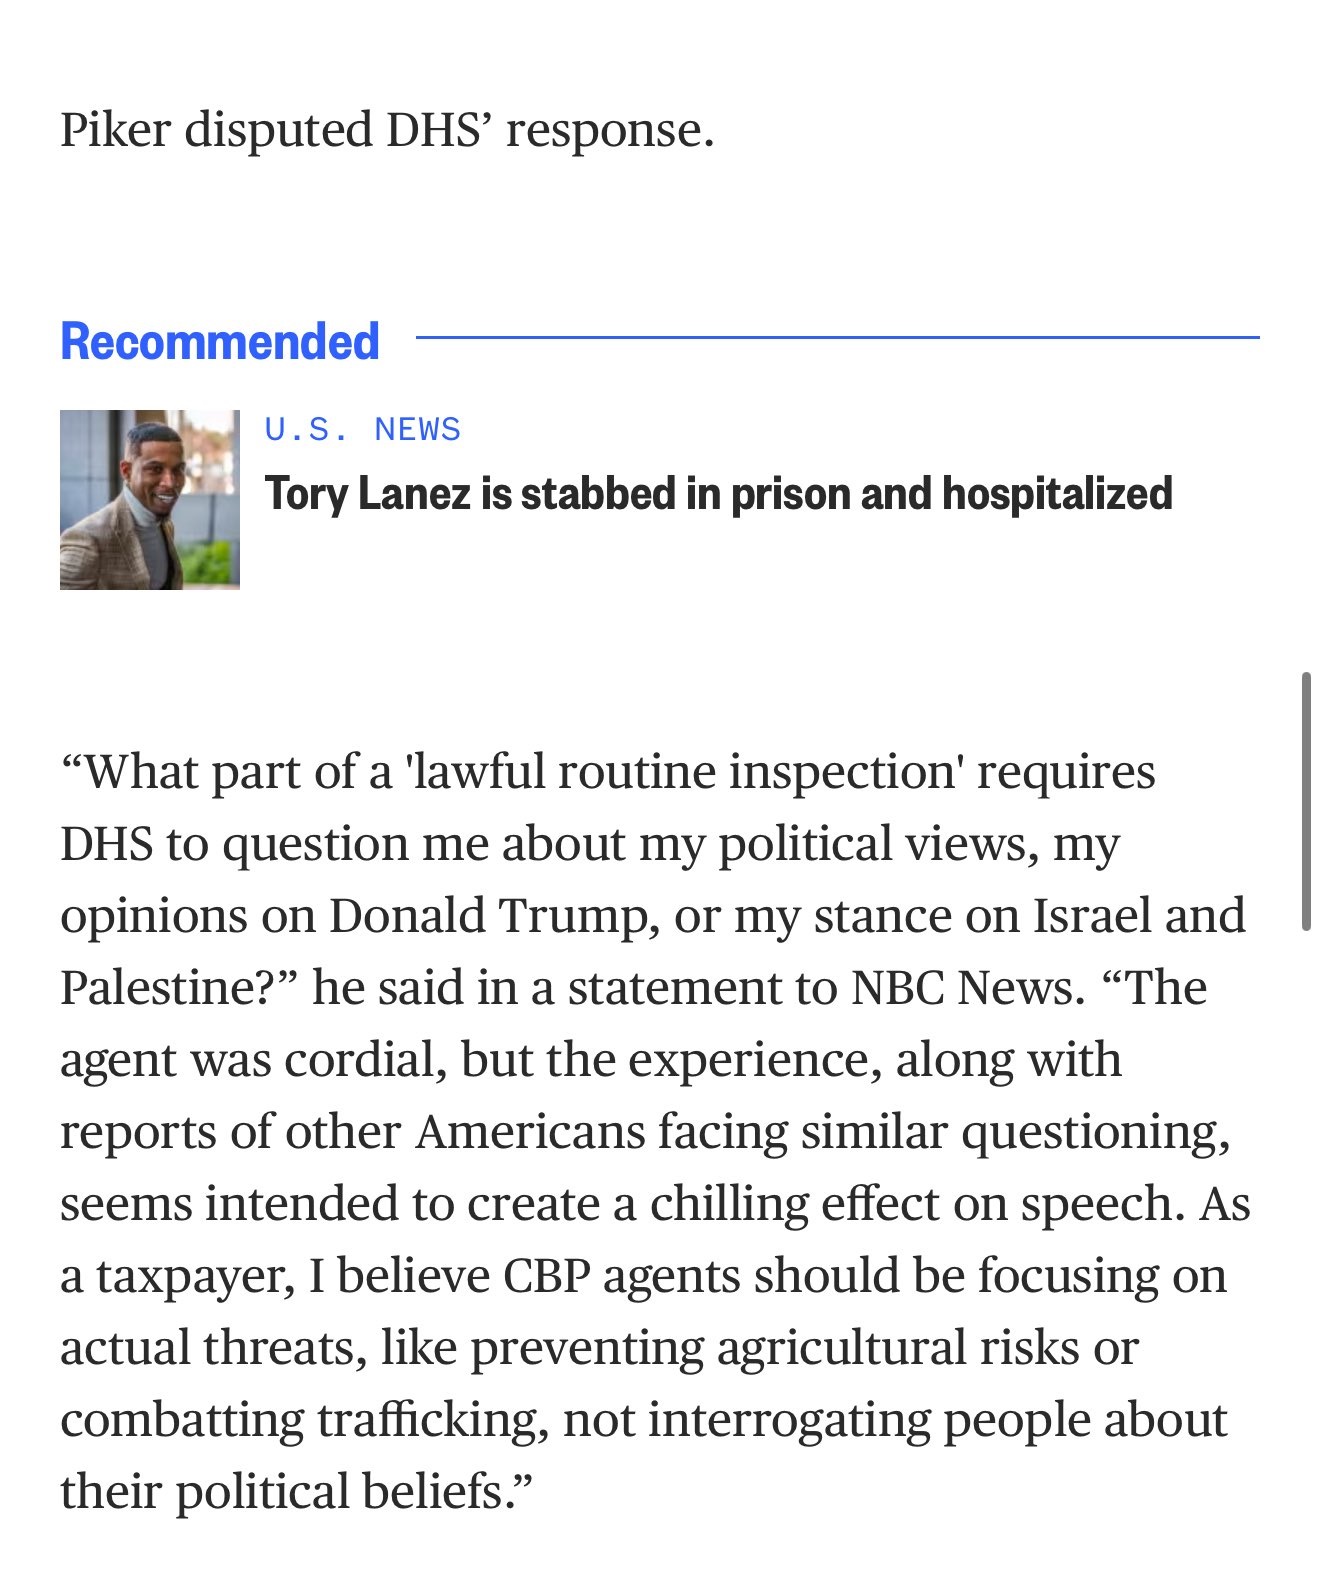 Piker disputed DHS’ response.
Recommended
U.S. NEWS
Tory Lanez is stabbed in prison and hospitalized
“What part of a 'lawful routine inspection' requires
DHS to question me about my political views, my
opinions on Donald Trump, or my stance on Israel and
Palestine?” he said in a statement to NBC News. “The
agent was cordial, but the experience, along with
reports of other Americans facing similar questioning,
seems intended to create a chilling effect on speech. As
a taxpayer, I believe CBP agents should be focusing on
actual threats, like preventing agricultural risks or
combatting trafficking, not interrogating people about
their political beliefs.”